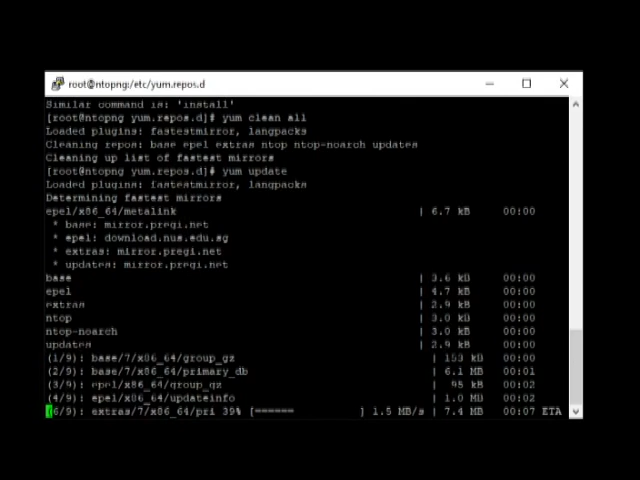 root@ntopng:/etc/yum.repos.d
Similar command is: 'install'
[root@ntopng yum.repos.d]# yum clean all
Loaded plugins: fastestmirror, langpacks
Cleaning repos: base epel extras ntop ntop-noarch updates
Cleaning up list of fastest mirrors
[root@ntopng yum.repos.d]# yum update
Loaded plugins: fastestmirror, langpacks
Determining fastest mirrors
epel/x86_64/metalink | 6.7 kB 00:00
* base: mirror.pregi.net
* epel: download.nus.edu.sg
* extras: mirror.pregi.net
* updates: mirror.pregi.net
base | 3.6 kB 00:00
epel | 4.7 kB 00:00
extras | 2.9 kB 00:00
ntop | 3.0 kB 00:00
ntop-noarch | 3.0 kB 00:00
updates | 2.9 kB 00:00
(1/9): base/7/x86_64/group_gz | 153 kB 00:00
(2/9): base/7/x86_64/primary_db | 6.1 MB 00:01
(3/9): epel/x86_64/group_gz | 95 kB 00:02
(4/9): epel/x86_64/updateinfo | 1.0 MB 00:02
(6/9): extras/7/x86_64/pri 39% [====== ] 1.5 MB/s | 7.4 MB 00:07 ETA